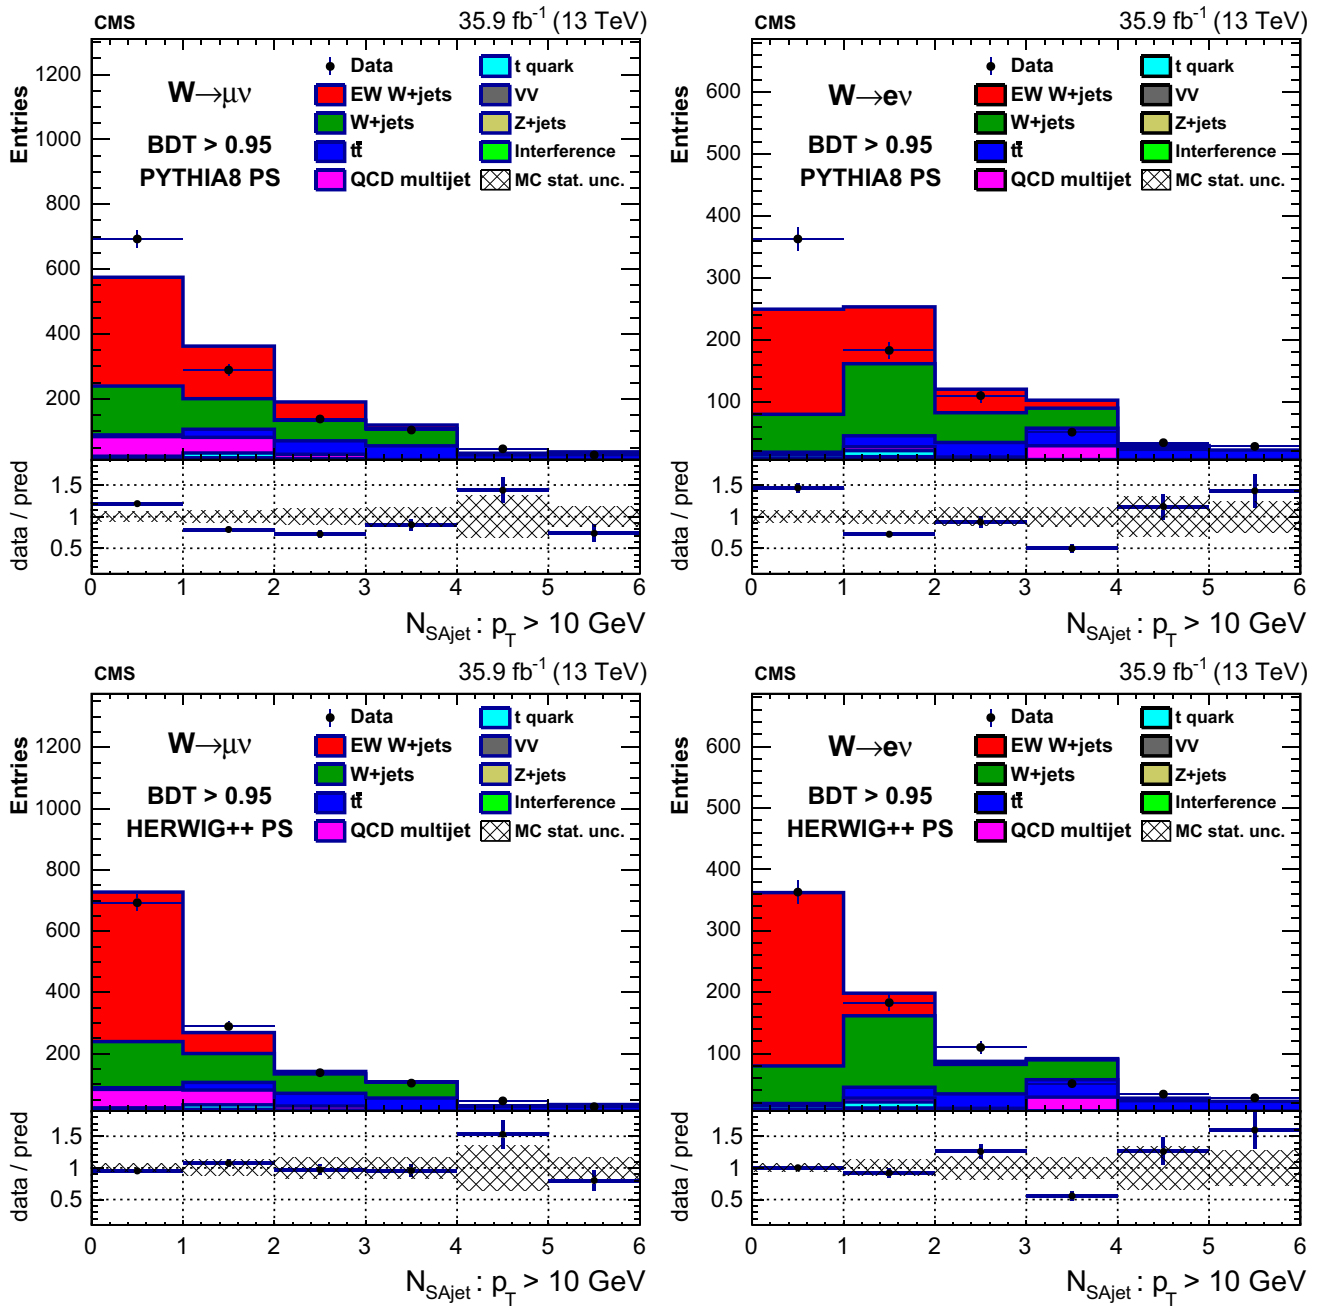 CMS
35.9 fb⁻¹ (13 TeV)
Entries
1200
1000
800
600
400
200
W→μν
BDT > 0.95
PYTHIA8 PS
Data
EW W+jets
W+jets
tt̄
QCD multijet
t quark
VV
Z+jets
Interference
MC stat. unc.
data / pred
1.5
1
0.5
0 1 2 3 4 5 6
N_SAjet : p_T > 10 GeV
CMS
35.9 fb⁻¹ (13 TeV)
Entries
600
500
400
300
200
100
W→eν
BDT > 0.95
PYTHIA8 PS
Data
EW W+jets
W+jets
tt̄
QCD multijet
t quark
VV
Z+jets
Interference
MC stat. unc.
data / pred
1.5
1
0.5
0 1 2 3 4 5 6
N_SAjet : p_T > 10 GeV
CMS
35.9 fb⁻¹ (13 TeV)
Entries
1200
1000
800
600
400
200
W→μν
BDT > 0.95
HERWIG++ PS
Data
EW W+jets
W+jets
tt̄
QCD multijet
t quark
VV
Z+jets
Interference
MC stat. unc.
data / pred
1.5
1
0.5
0 1 2 3 4 5 6
N_SAjet : p_T > 10 GeV
CMS
35.9 fb⁻¹ (13 TeV)
Entries
600
500
400
300
200
100
W→eν
BDT > 0.95
HERWIG++ PS
Data
EW W+jets
W+jets
tt̄
QCD multijet
t quark
VV
Z+jets
Interference
MC stat. unc.
data / pred
1.5
1
0.5
0 1 2 3 4 5 6
N_SAjet : p_T > 10 GeV